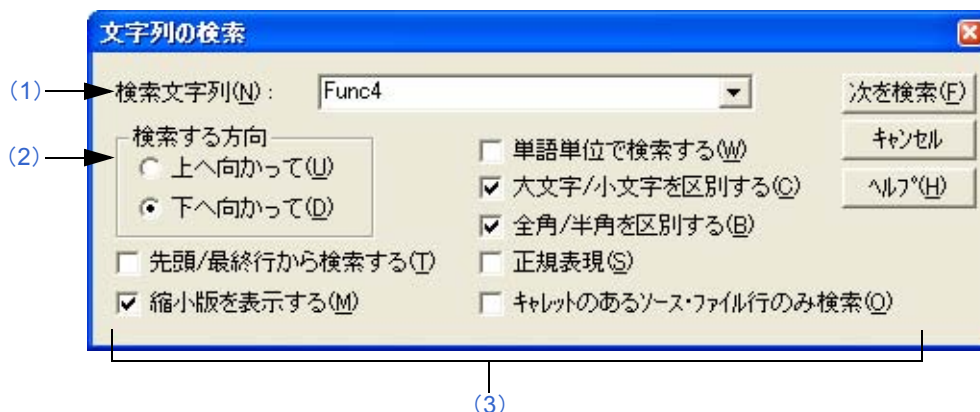 文字列の検索
(1)
検索文字列(N) :
Func4
次を検索(F)
(2)
検索する方向
上へ向かって(U)
下へ向かって(D)
単語単位で検索する(W)
キャンセル
大文字/小文字を区別する(C)
ヘルプ(H)
全角/半角を区別する(B)
先頭/最終行から検索する(T)
正規表現(S)
縮小版を表示する(M)
キャレットのあるソース・ファイル行のみ検索(O)
(3)